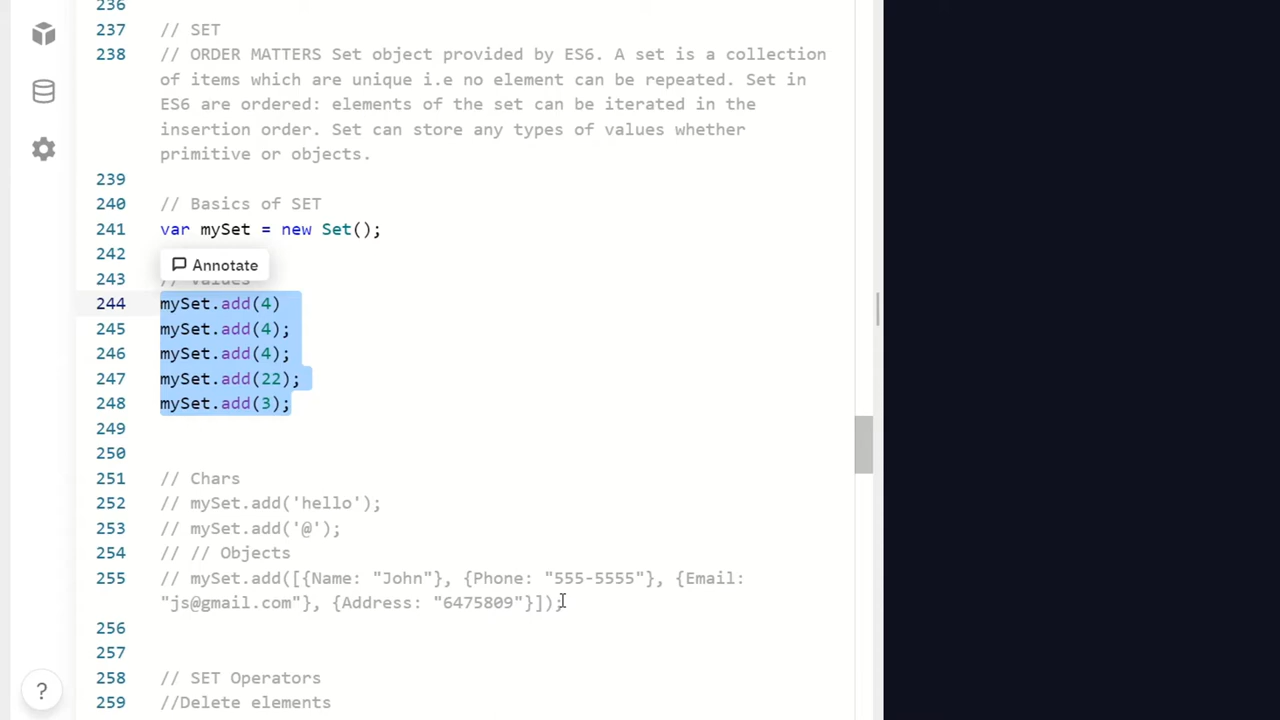 236
237 // SET
238 // ORDER MATTERS Set object provided by ES6. A set is a collection
of items which are unique i.e no element can be repeated. Set in
ES6 are ordered: elements of the set can be iterated in the
insertion order. Set can store any types of values whether
primitive or objects.
239
240 // Basics of SET
241 var mySet = new Set();
242
Annotate
243 // Values
244 mySet.add(4)
245 mySet.add(4);
246 mySet.add(4);
247 mySet.add(22);
248 mySet.add(3);
249
250
251 // Chars
252 // mySet.add('hello');
253 // mySet.add('@');
254 // // Objects
255 // mySet.add([{Name: "John"}, {Phone: "555-5555"}, {Email:
"js@gmail.com"}, {Address: "6475809"}]);
256
257
258 // SET Operators
259 //Delete elements
?